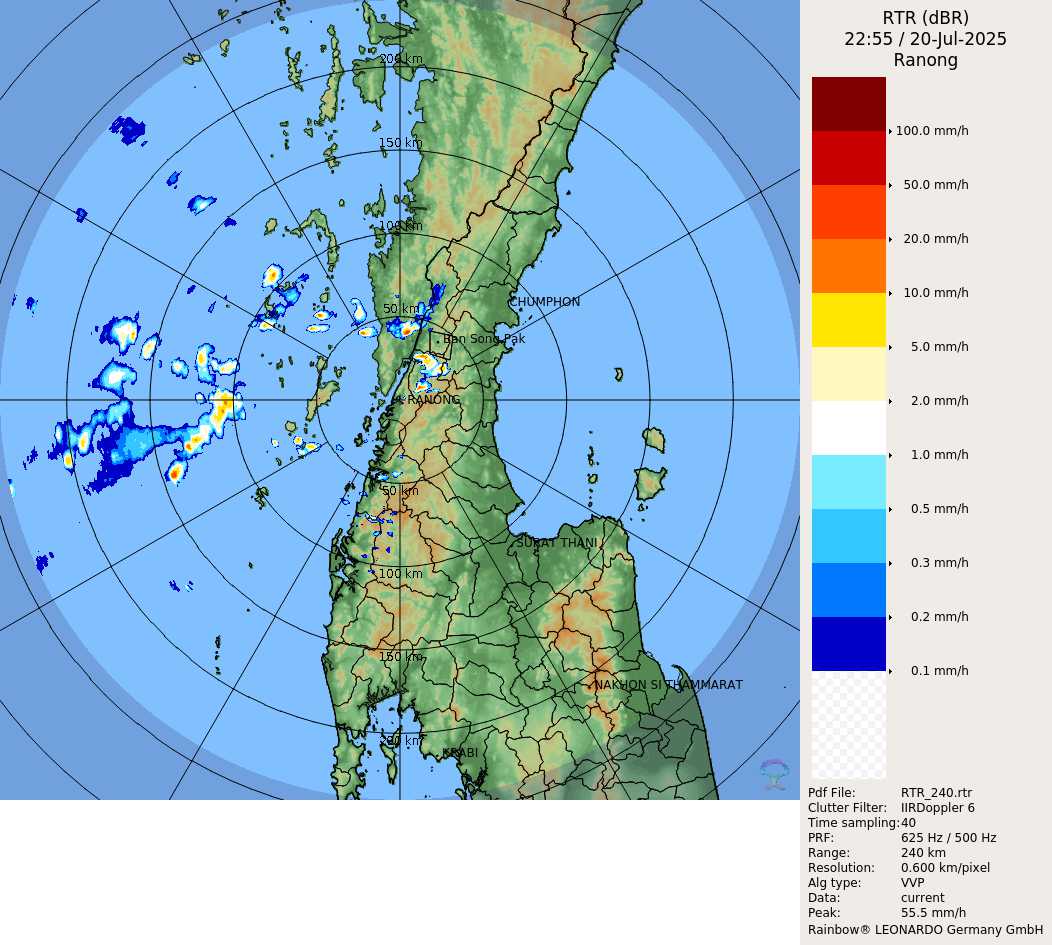 RTR (dBR)
22:55 / 20-Jul-2025
Ranong
200 km
150 km
100 km
50 km
CHUMPHON
Ban Song Pak
RANONG
50 km
SURAT THANI
100 km
150 km
NAKHON SI THAMMARAT
200 km
KRABI
100.0 mm/h
50.0 mm/h
20.0 mm/h
10.0 mm/h
5.0 mm/h
2.0 mm/h
1.0 mm/h
0.5 mm/h
0.3 mm/h
0.2 mm/h
0.1 mm/h
Pdf File: RTR_240.rtr
Clutter Filter: IIRDoppler 6
Time sampling:40
PRF: 625 Hz / 500 Hz
Range: 240 km
Resolution: 0.600 km/pixel
Alg type: VVP
Data: current
Peak: 55.5 mm/h
Rainbow® LEONARDO Germany GmbH